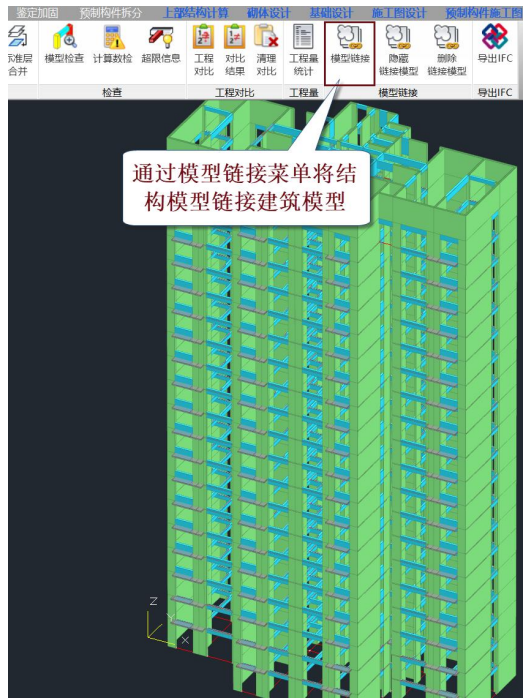 鉴定加固 预制构件拆分 上部结构计算 砌体设计 基础设计 施工图设计 预制构件施工图
标准层 模型检查 计算数检 超限信息 工程 对比 清理 工程量 模型链接 隐藏 删除 导出IFC
合并 对比 结果 对比 统计 链接模型 链接模型
检查 工程对比 工程量 模型链接 导出IFC
通过模型链接菜单将结
构模型链接建筑模型
Z
Y
X